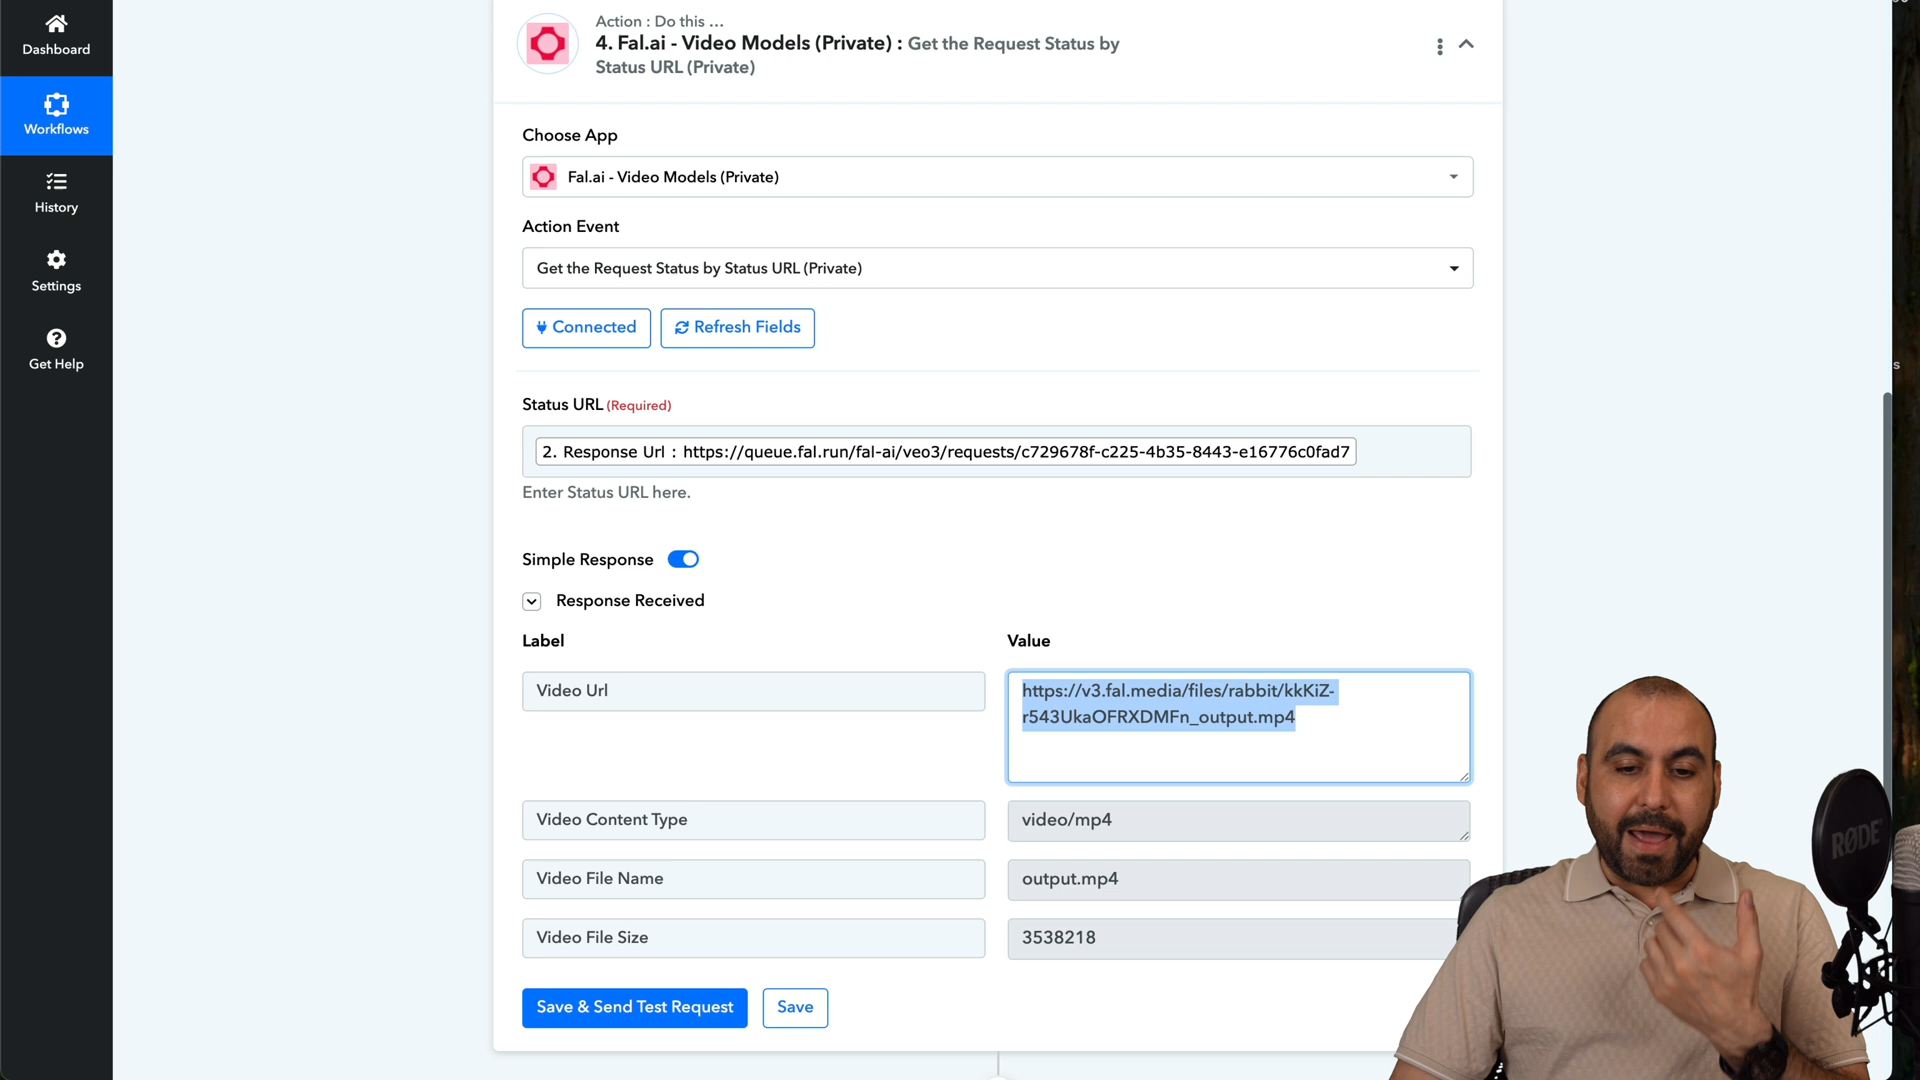 Dashboard
Workflows
History
Settings
Get Help
Action : Do this …
4. Fal.ai - Video Models (Private) : Get the Request Status by
Status URL (Private)
Choose App
Fal.ai - Video Models (Private)
Action Event
Get the Request Status by Status URL (Private)
Connected
Refresh Fields
Status URL (Required)
2. Response Url : https://queue.fal.run/fal-ai/veo3/requests/c729678f-c225-4b35-8443-e16776c0fad7
Enter Status URL here.
Simple Response
Response Received
Label
Value
Video Url
https://v3.fal.media/files/rabbit/kkKiZ-
r543UkaOFRXDMFn_output.mp4
Video Content Type
video/mp4
Video File Name
output.mp4
Video File Size
3538218
Save & Send Test Request
Save
RØDE
s